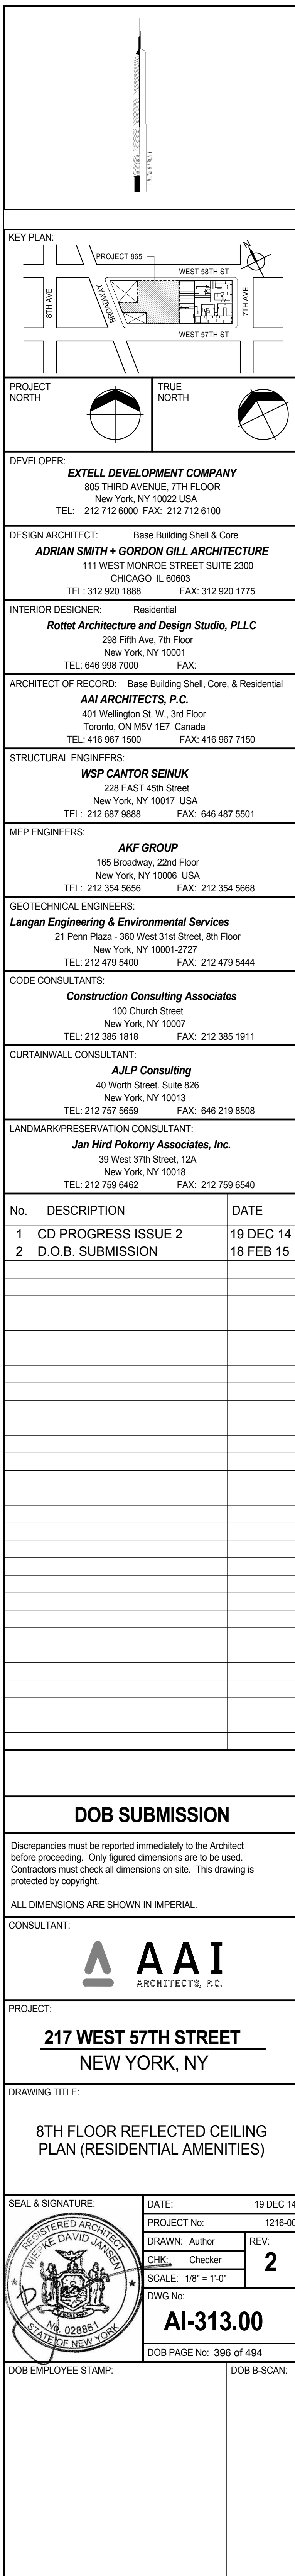 KEY PLAN:
N
PROJECT 865
WEST 58TH ST
8TH AVE
BROADWAY
7TH AVE
WEST 57TH ST
PROJECT NORTH
TRUE NORTH
DEVELOPER:
EXTELL DEVELOPMENT COMPANY
805 THIRD AVENUE, 7TH FLOOR
New York, NY 10022 USA
TEL: 212 712 6000 FAX: 212 712 6100
DESIGN ARCHITECT: Base Building Shell & Core
ADRIAN SMITH + GORDON GILL ARCHITECTURE
111 WEST MONROE STREET SUITE 2300
CHICAGO IL 60603
TEL: 312 920 1888 FAX: 312 920 1775
INTERIOR DESIGNER: Residential
Rottet Architecture and Design Studio, PLLC
298 Fifth Ave, 7th Floor
New York, NY 10001
TEL: 646 998 7000 FAX:
ARCHITECT OF RECORD: Base Building Shell, Core, & Residential
AAI ARCHITECTS, P.C.
401 Wellington St. W., 3rd Floor
Toronto, ON M5V 1E7 Canada
TEL: 416 967 1500 FAX: 416 967 7150
STRUCTURAL ENGINEERS:
WSP CANTOR SEINUK
228 EAST 45th Street
New York, NY 10017 USA
TEL: 212 687 9888 FAX: 646 487 5501
MEP ENGINEERS:
AKF GROUP
165 Broadway, 22nd Floor
New York, NY 10006 USA
TEL: 212 354 5656 FAX: 212 354 5668
GEOTECHNICAL ENGINEERS:
Langan Engineering & Environmental Services
21 Penn Plaza - 360 West 31st Street, 8th Floor
New York, NY 10001-2727
TEL: 212 479 5400 FAX: 212 479 5444
CODE CONSULTANTS:
Construction Consulting Associates
100 Church Street
New York, NY 10007
TEL: 212 385 1818 FAX: 212 385 1911
CURTAINWALL CONSULTANT:
AJLP Consulting
40 Worth Street. Suite 826
New York, NY 10013
TEL: 212 757 5659 FAX: 646 219 8508
LANDMARK/PRESERVATION CONSULTANT:
Jan Hird Pokorny Associates, Inc.
39 West 37th Street, 12A
New York, NY 10018
TEL: 212 759 6462 FAX: 212 759 6540
No. DESCRIPTION DATE
1 CD PROGRESS ISSUE 2 19 DEC 14
2 D.O.B. SUBMISSION 18 FEB 15
DOB SUBMISSION
Discrepancies must be reported immediately to the Architect
before proceeding. Only figured dimensions are to be used.
Contractors must check all dimensions on site. This drawing is
protected by copyright.
ALL DIMENSIONS ARE SHOWN IN IMPERIAL.
CONSULTANT:
AAI
ARCHITECTS, P.C.
PROJECT:
217 WEST 57TH STREET
NEW YORK, NY
DRAWING TITLE:
8TH FLOOR REFLECTED CEILING
PLAN (RESIDENTIAL AMENITIES)
SEAL & SIGNATURE:
REGISTERED ARCHITECT
DAVID JANSEN
No. 028881
STATE OF NEW YORK
DATE: 19 DEC 14
PROJECT No: 1216-00
DRAWN: Author
CHK: Checker
SCALE: 1/8" = 1'-0"
REV:
2
DWG No:
AI-313.00
DOB PAGE No: 396 of 494
DOB EMPLOYEE STAMP:
DOB B-SCAN: